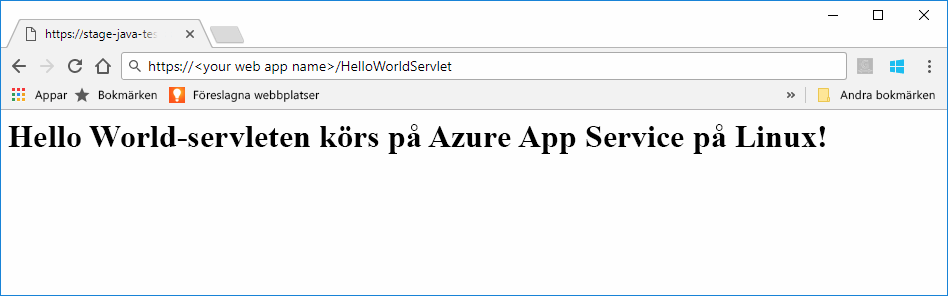 https://stage-java-tes
https://<your web app name>/HelloWorldServlet
Appar Bokmärken Föreslagna webbplatser » Andra bokmärken
Hello World-servleten körs på Azure App Service på Linux!